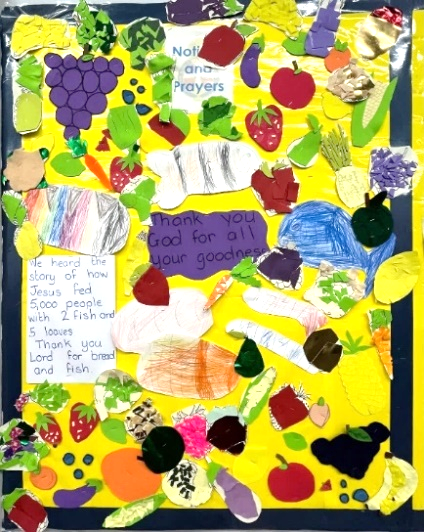 and
Prayers
Thank you
God for all
your goodness
We heard the
story of how
Jesus fed
5,000 people
with 2 fish and
5 loaves
Thank you
Lord for bread
and fish.